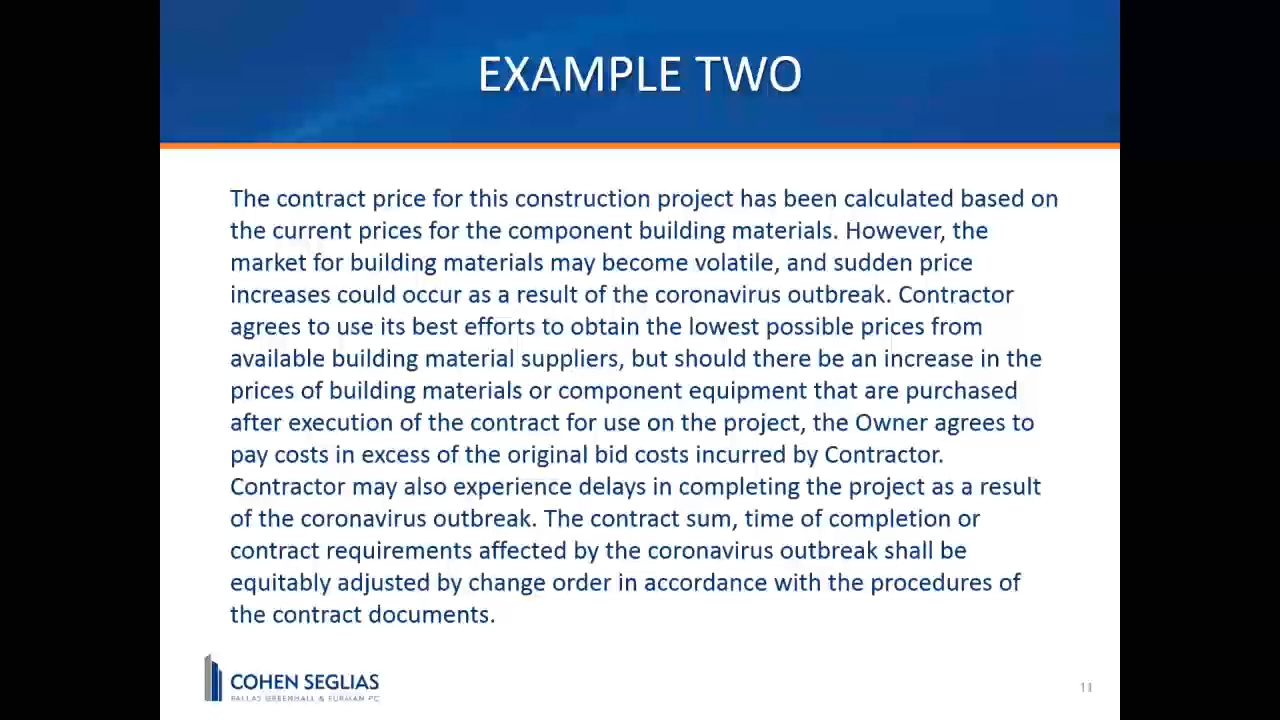 EXAMPLE TWO
The contract price for this construction project has been calculated based on
the current prices for the component building materials. However, the
market for building materials may become volatile, and sudden price
increases could occur as a result of the coronavirus outbreak. Contractor
agrees to use its best efforts to obtain the lowest possible prices from
available building material suppliers, but should there be an increase in the
prices of building materials or component equipment that are purchased
after execution of the contract for use on the project, the Owner agrees to
pay costs in excess of the original bid costs incurred by Contractor.
Contractor may also experience delays in completing the project as a result
of the coronavirus outbreak. The contract sum, time of completion or
contract requirements affected by the coronavirus outbreak shall be
equitably adjusted by change order in accordance with the procedures of
the contract documents.
COHEN SEGLIAS
PALLAS GREENHALL & FURMAN PC